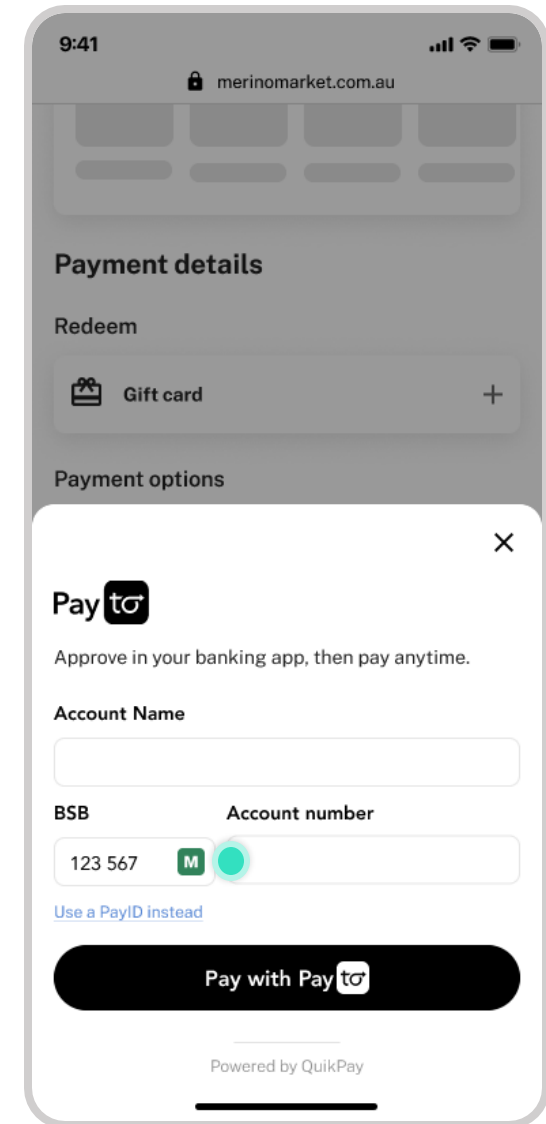 9:41
merinomarket.com.au
Payment details
Redeem
Gift card
Payment options
Pay to
Approve in your banking app, then pay anytime.
Account Name
BSB Account number
123 567 M
Use a PayID instead
Pay with Pay to
Powered by QuikPay